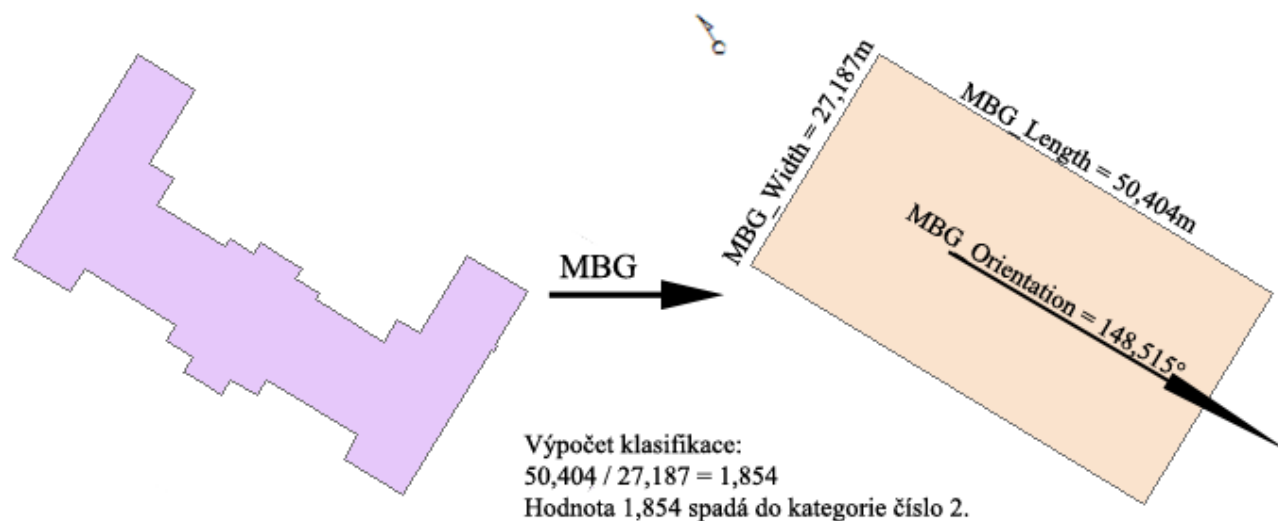 MBG
MBG_Width = 27,187m
MBG_Length = 50,404m
MBG_Orientation = 148,515°
Výpočet klasifikace:
50,404 / 27,187 = 1,854
Hodnota 1,854 spadá do kategorie číslo 2.